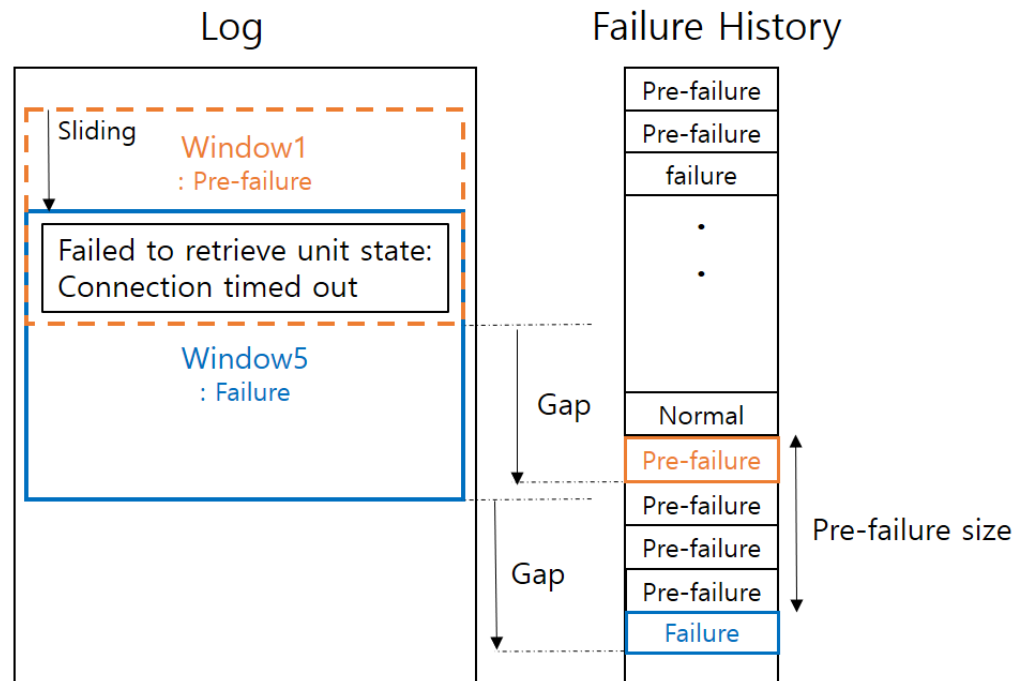 Log
Failure History
Sliding
Window1
: Pre-failure
Failed to retrieve unit state:
Connection timed out
Window5
: Failure
Gap
Gap
Pre-failure
Pre-failure
failure
Normal
Pre-failure
Pre-failure
Pre-failure
Pre-failure
Failure
Pre-failure size